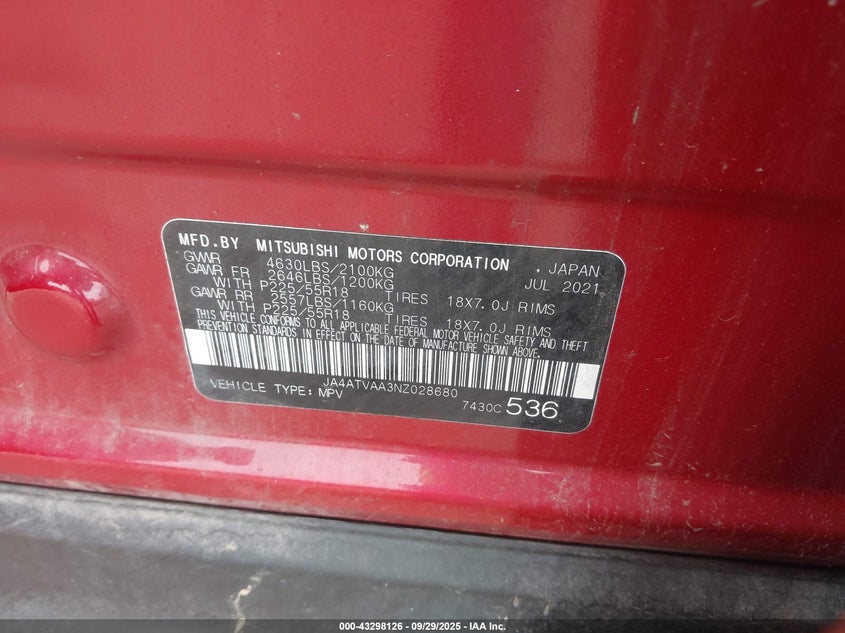 MFD.BY MITSUBISHI MOTORS CORPORATION , JAPAN
GVWR 4630LBS/2100KG JUL 2021
GAWR FR 2646LBS/1200KG
WITH P225/55R18 TIRES 18X7.0J RIMS
GAWR RR 2557LBS/1160KG
WITH P225/55R18 TIRES 18X7.0J RIMS
THIS VEHICLE CONFORMS TO ALL APPLICABLE FEDERAL MOTOR VEHICLE SAFETY AND THEFT
PREVENTION STANDARDS IN EFFECT ON THE DATE OF MANUFACTURE SHOWN ABOVE.
JA4ATVAA3NZ028680
VEHICLE TYPE: MPV 7430C 536
000-43298126 - 09/29/2025 - IAA Inc.